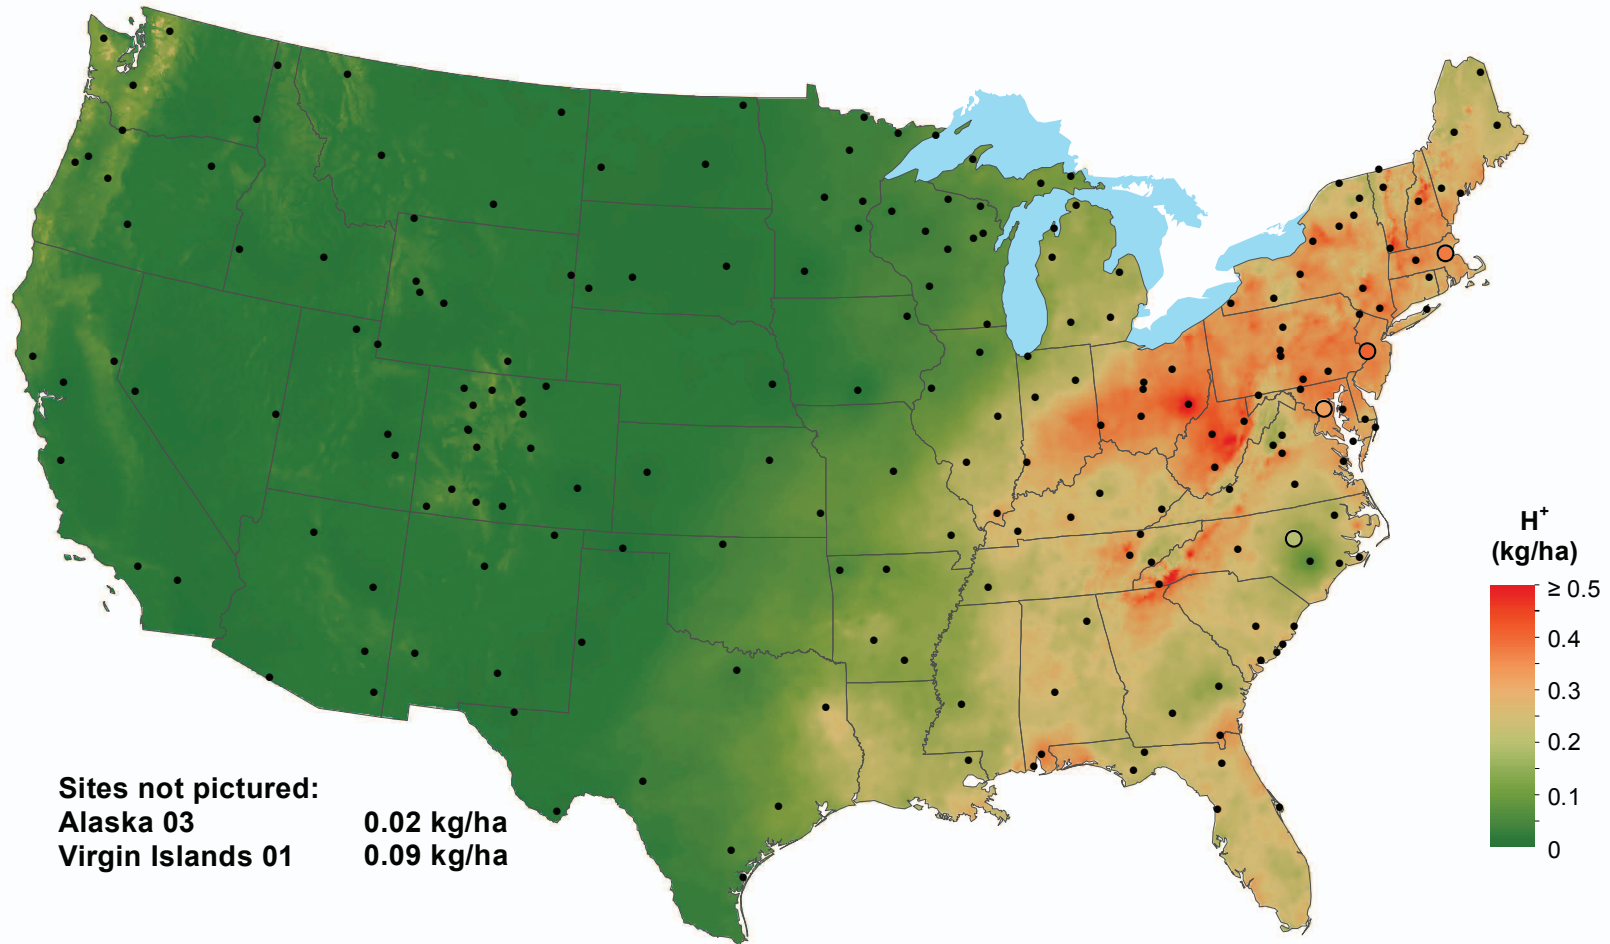 H+
(kg/ha)
≥ 0.5
0.4
0.3
0.2
0.1
0
Sites not pictured:
Alaska 03 0.02 kg/ha
Virgin Islands 01 0.09 kg/ha